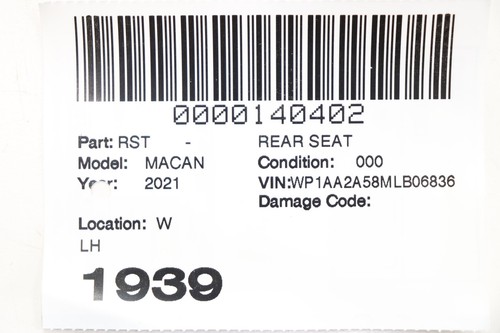 0000140402
Part: RST - REAR SEAT
Model: MACAN Condition: 000
Year: 2021 VIN:WP1AA2A58MLB06836
Damage Code:
Location: W
LH
1939